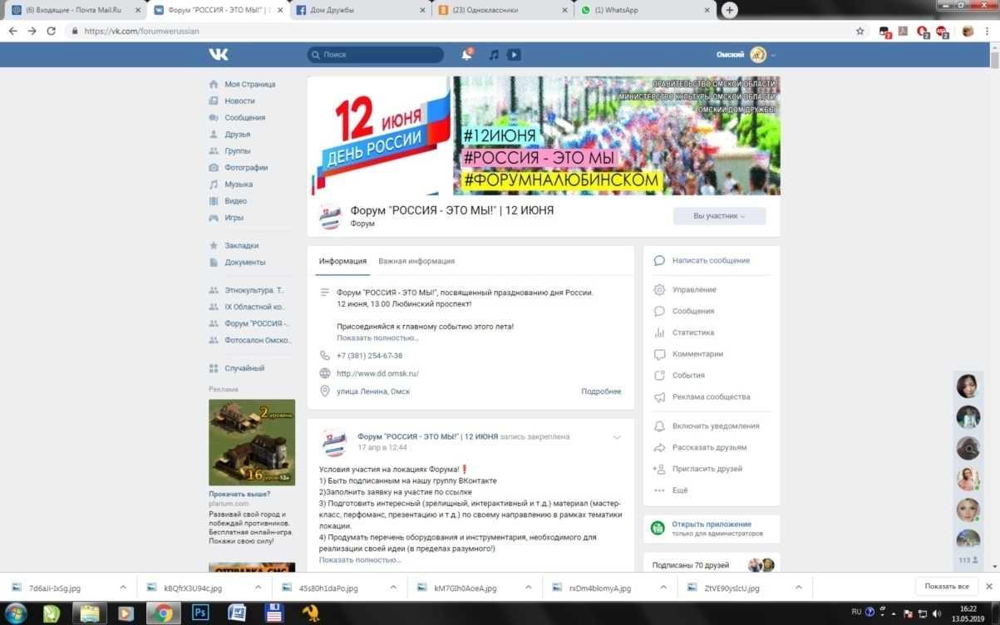 (6) Входящие - Почта Mail.Ru
Форум "РОССИЯ - ЭТО МЫ!" | 1
Дом Дружбы
(23) Одноклассники
(1) WhatsApp
https://vk.com/forumwerussian
7
2
2
Поиск
2
Омский
Моя Страница
Новости
Сообщения
Друзья
Группы
Фотографии
Музыка
Видео
Игры
Закладки
Документы
Этнокультура. Т..
IX Областной ко..
Форум "РОССИЯ -..
Фотосалон Омско..
Случайный
Реклама
2 уровень
16 уровень
12+
Прокачать выше?
plarium.com
Развивай свой город и
побеждай противников.
Бесплатная онлайн-игра.
Покажи свою силу!
ОТПРАВКА СМС
12 ИЮНЯ
ДЕНЬ РОССИИ
ПРАВИТЕЛЬСТВО ОМСКОЙ ОБЛАСТИ
МИНИСТЕРСТВО КУЛЬТУРЫ ОМСКОЙ ОБЛАСТИ
ОМСКИЙ ДОМ ДРУЖБЫ
#12ИЮНЯ
#РОССИЯ - ЭТО МЫ
#ФОРУМНАЛЮБИНСКОМ
Форум "РОССИЯ - ЭТО МЫ!" | 12 ИЮНЯ
Форум
Вы участник
Информация
Важная информация
Форум "РОССИЯ - ЭТО МЫ!", посвященный празднованию дня России.
12 июня, 13.00 Любинский проспект!
Присоединяйся к главному событию этого лета!
Показать полностью...
+7 (381) 254-67-38
http://www.dd.omsk.ru/
улица Ленина, Омск
Подробнее
Форум "РОССИЯ - ЭТО МЫ!" | 12 ИЮНЯ запись закреплена
17 апр в 12:44
Условия участия на локациях Форума!❗
1) Быть подписанным на нашу группу ВКонтакте
2)Заполнить заявку на участие по ссылке
3) Подготовить интересный (зрелищный, интерактивный и т.д.) материал (мастер-
класс, перфоманс, презентацию и т.д.) по своему направлению в рамках тематики
локации.
4) Продумать перечень оборудования и инструментария, необходимого для
реализации своей идеи (в пределах разумного!)
Показать полностью...
Написать сообщение
Управление
Сообщения
Статистика
Комментарии
События
Реклама сообщества
Включить уведомления
Рассказать друзьям
Пригласить друзей
Ещё
Открыть приложение
только для администраторов
Подписаны 70 друзей
113
7d6aJi-IxSg.jpg
kBQfrX3U94c.jpg
45s80h1daPo.jpg
kM7GIh0AoeA.jpg
rxDm4blomyA.jpg
ZtVE90ysIcU.jpg
Показать все
Ps
RU
16:22
13.05.2019